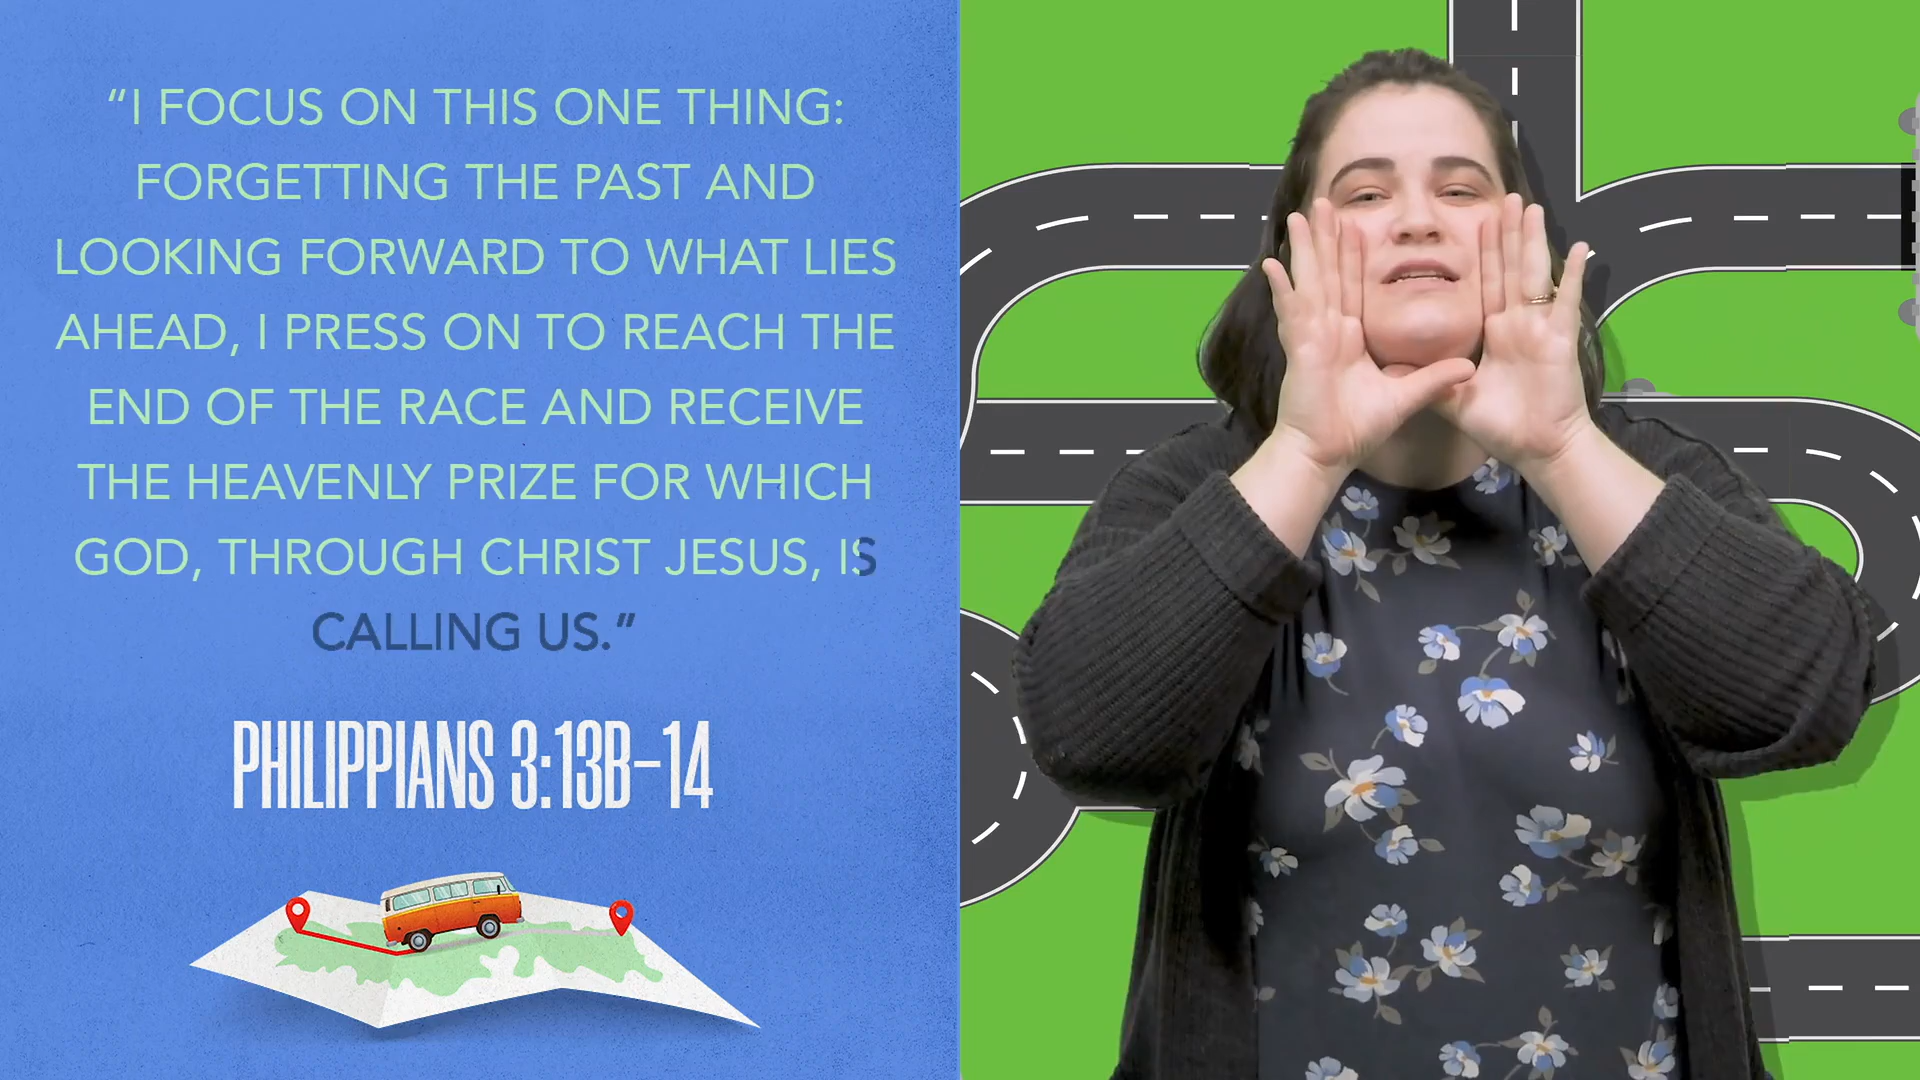 “I FOCUS ON THIS ONE THING:
FORGETTING THE PAST AND
LOOKING FORWARD TO WHAT LIES
AHEAD, I PRESS ON TO REACH THE
END OF THE RACE AND RECEIVE
THE HEAVENLY PRIZE FOR WHICH
GOD, THROUGH CHRIST JESUS, IS
CALLING US.”
PHILIPPIANS 3:13B–14